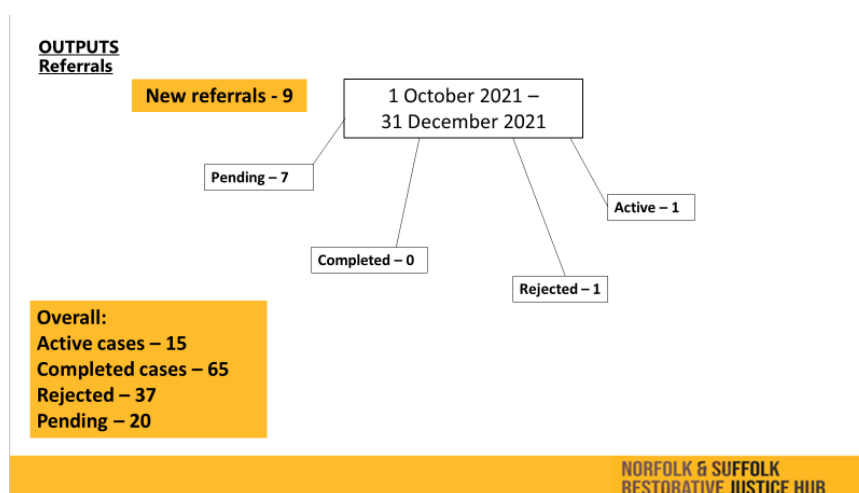 OUTPUTS
Referrals
New referrals - 9
1 October 2021 –
31 December 2021
Pending – 7
Active – 1
Completed – 0
Rejected – 1
Overall:
Active cases – 15
Completed cases – 65
Rejected – 37
Pending – 20
NORFOLK & SUFFOLK
RESTORATIVE JUSTICE HUB